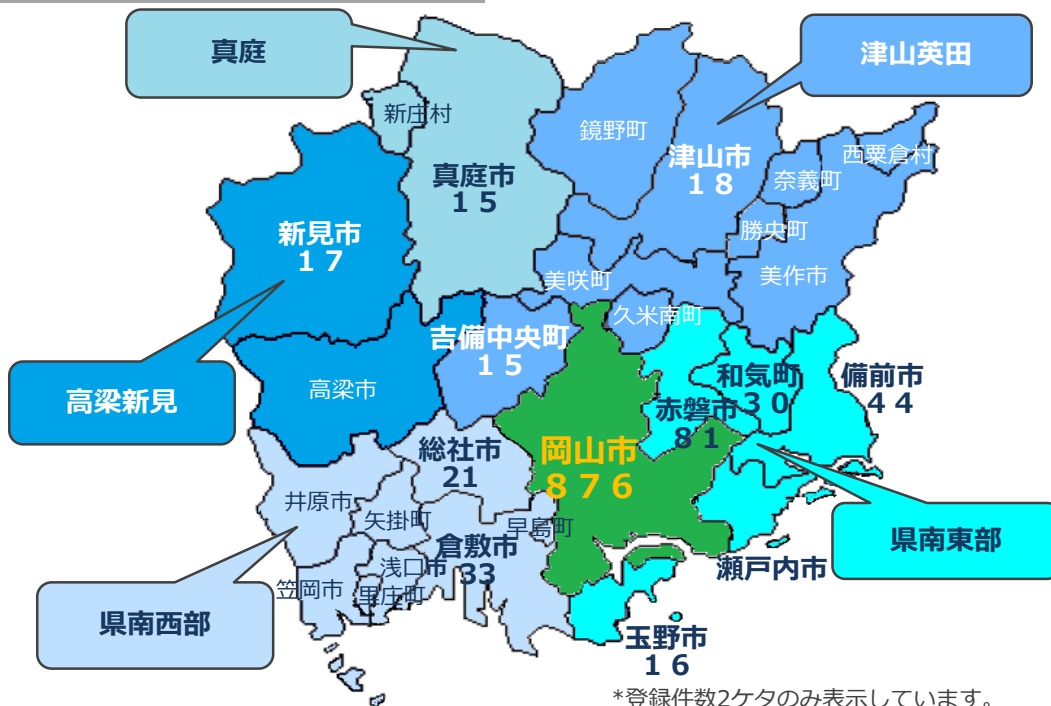 真庭
津山英田
新庄村
鏡野町
西粟倉村
真庭市
１５
津山市
１８
奈義町
新見市
１７
勝央町
美咲町
美作市
久米南町
吉備中央町
１５
高梁新見
高梁市
和気町
３０
備前市
４４
赤磐市
８１
総社市
21
岡山市
８７６
井原市
矢掛町
早島町
倉敷市
33
県南東部
浅口市
笠岡市
里庄町
瀬戸内市
県南西部
玉野市
１６
*登録件数2ケタのみ表示しています。